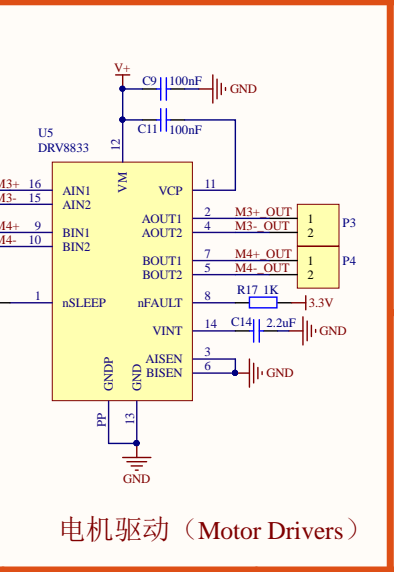 V+
C9 100nF
GND
C11 100nF
U5
DRV8833
12
VM
M3+ 16 AIN1 VCP 11
M3- 15 AIN2
AOUT1 2 M3+_OUT 1 P3
AOUT2 4 M3-_OUT 2
M4+ 9 BIN1
M4- 10 BIN2
BOUT1 7 M4+_OUT 1 P4
BOUT2 5 M4-_OUT 2
1 nSLEEP nFAULT 8 R17 1K 3.3V
VINT 14 C14 2.2uF GND
AISEN 3
BISEN 6 GND
GNDP GND
PP 13
GND
电机驱动（Motor Drivers）